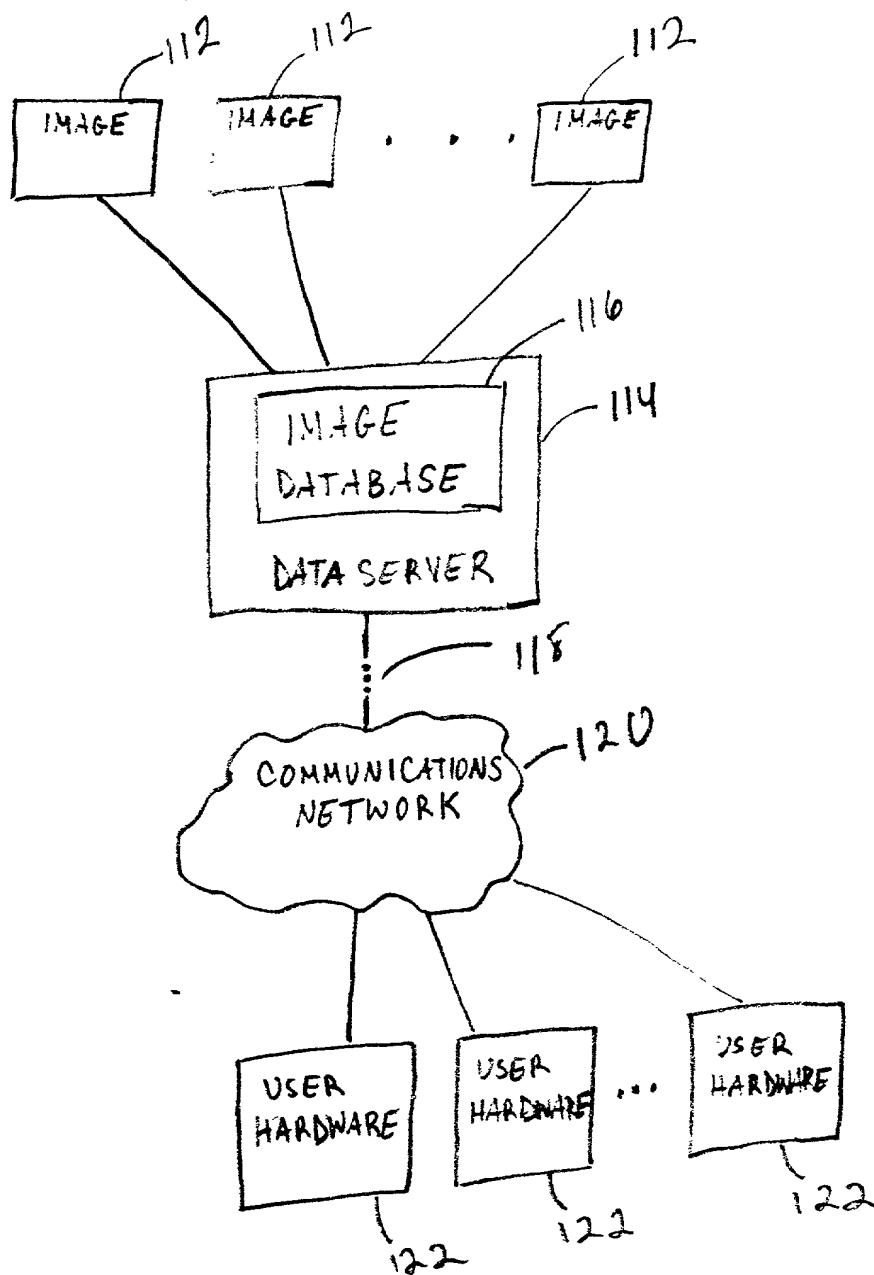 112
112
112
IMAGE
IMAGE
IMAGE
116
114
IMAGE
DATABASE
DATA SERVER
118
120
COMMUNICATIONS
NETWORK
USER
HARDWARE
USER
HARDWARE
USER
HARDWARE
122
122
122